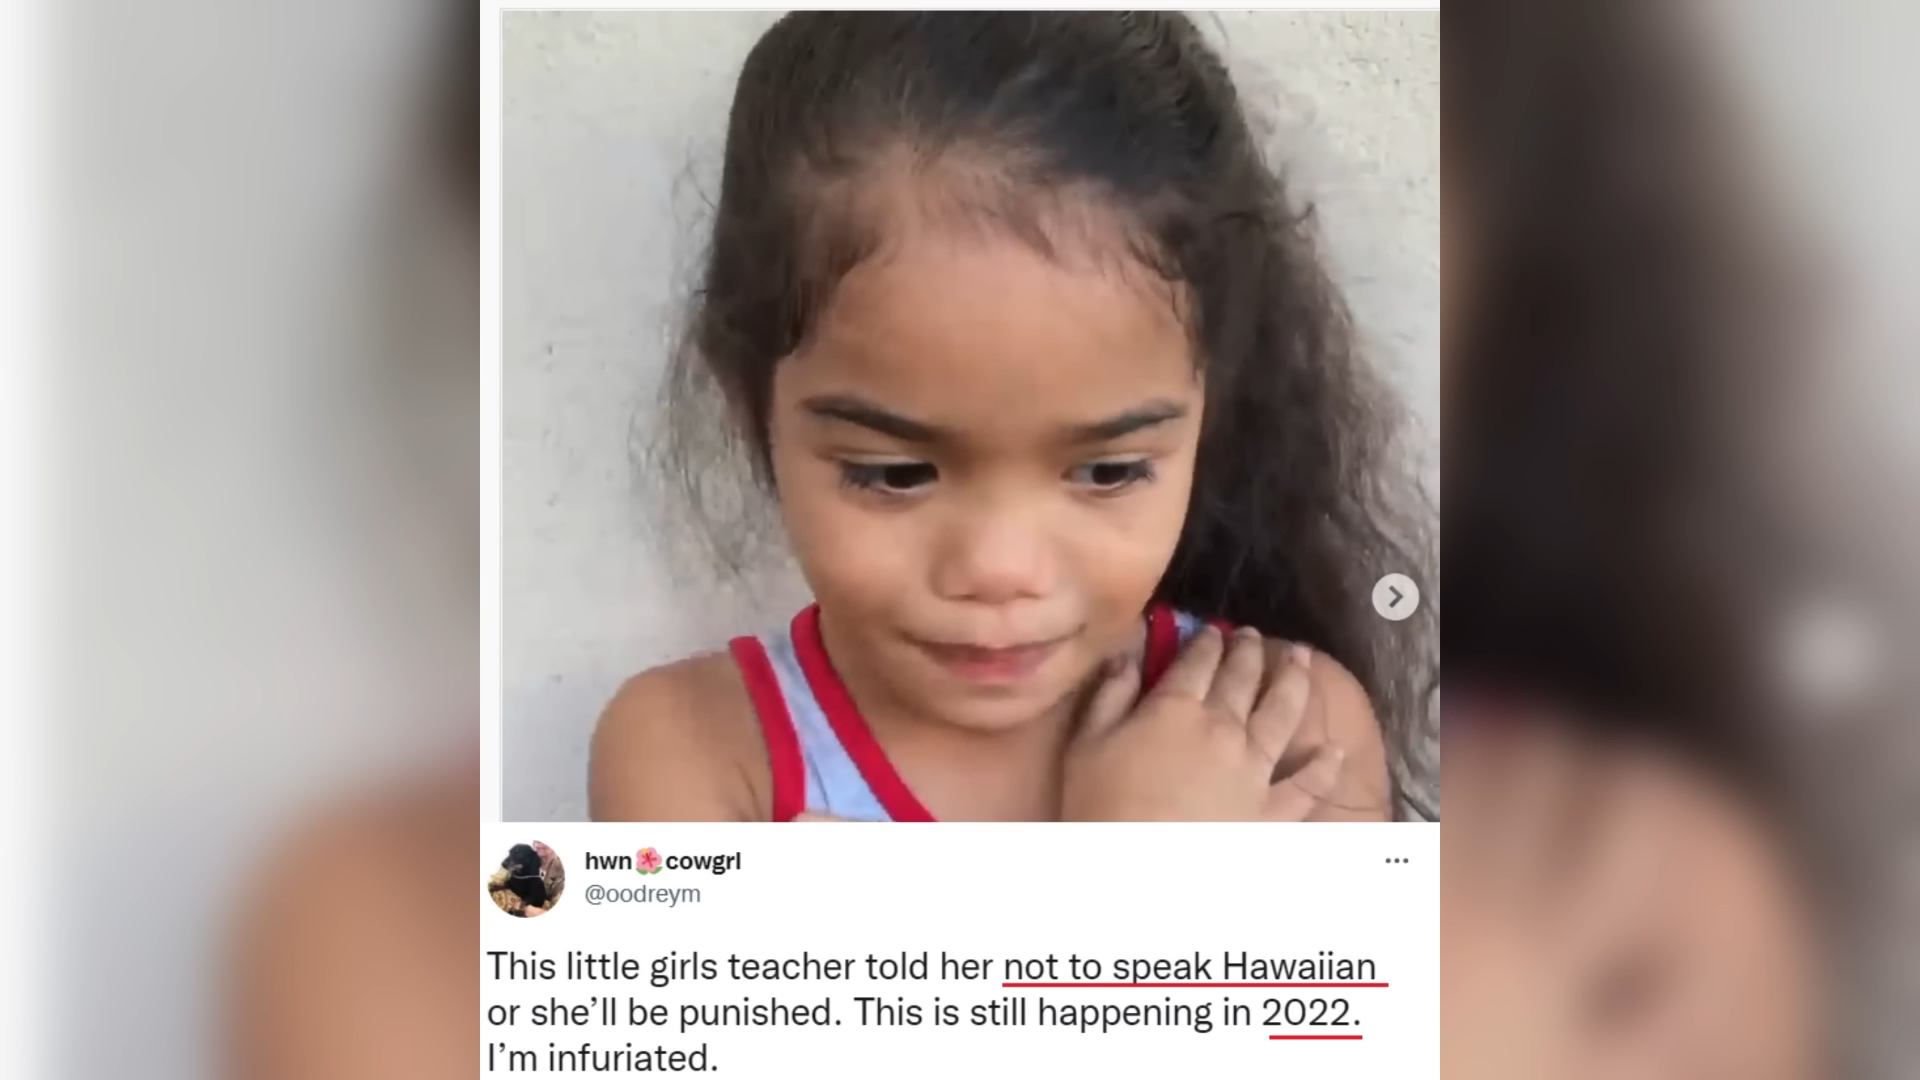 hwn🌺cowgrl
@oodreym
This little girls teacher told her not to speak Hawaiian
or she’ll be punished. This is still happening in 2022.
I’m infuriated.